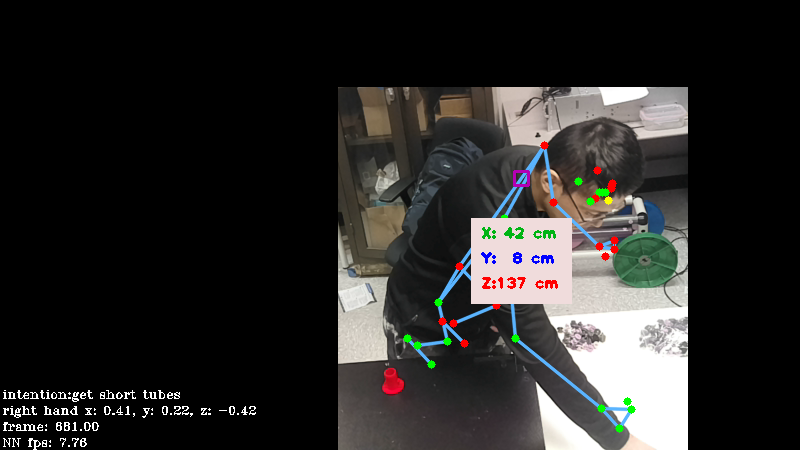 X: 42 cm
Y: 8 cm
Z:137 cm
intention:get short tubes
right hand x: 0.41, y: 0.22, z: −0.42
frame: 681.00
NN fps: 7.76